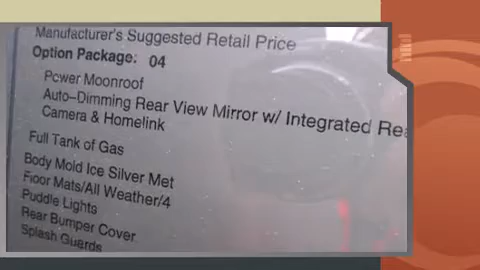 Manufacturer's Suggested Retail Price
Option Package: 04
Power Moonroof
Auto-Dimming Rear View Mirror w/ Integrated
Camera & Homelink
Full Tank of Gas
Body Mold Ice Silver Met
Floor Mats/All Weather/4
Puddle Lights
Rear Bumper Cover
Splash Guards